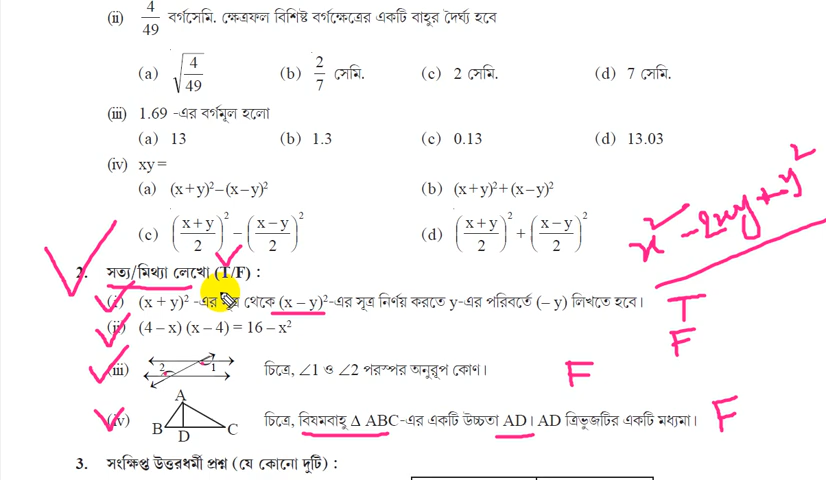 (ii) 4/49 বর্গসেমি. ক্ষেত্রফল বিশিষ্ট বর্গক্ষেত্রের একটি বাহুর দৈর্ঘ্য হবে
(a) √(4/49) (b) 2/7 সেমি. (c) 2 সেমি. (d) 7 সেমি.
(iii) 1.69 -এর বর্গমূল হলো
(a) 13 (b) 1.3 (c) 0.13 (d) 13.03
(iv) xy =
(a) (x+y)²−(x−y)² (b) (x+y)²+(x−y)²
(c) ((x+y)/2)² − ((x−y)/2)² (d) ((x+y)/2)² + ((x−y)/2)²
x² − 2xy + y²
2. সত্য/মিথ্যা লেখো (T/F) :
(i) (x + y)² -এর থেকে (x – y)² -এর সূত্র নির্ণয় করতে y-এর পরিবর্তে (– y) লিখতে হবে। T
(ii) (4 – x) (x – 4) = 16 – x² F
(iii) 2 1 চিত্রে, ∠1 ও ∠2 পরস্পর অনুরূপ কোণ। F
(iv) A B D C চিত্রে, বিষমবাহু Δ ABC-এর একটি উচ্চতা AD। AD ত্রিভুজটির একটি মধ্যমা। F
3. সংক্ষিপ্ত উত্তরধর্মী প্রশ্ন (যে কোনো দুটি) :